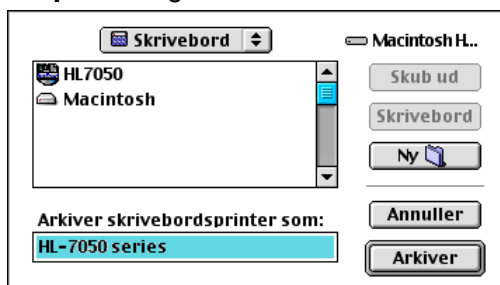 Skrivebord
Macintosh H...
HL7050
Macintosh
Skub ud
Skrivebord
Ny
Arkiver skrivebordsprinter som:
HL-7050 series
Annuller
Arkiver